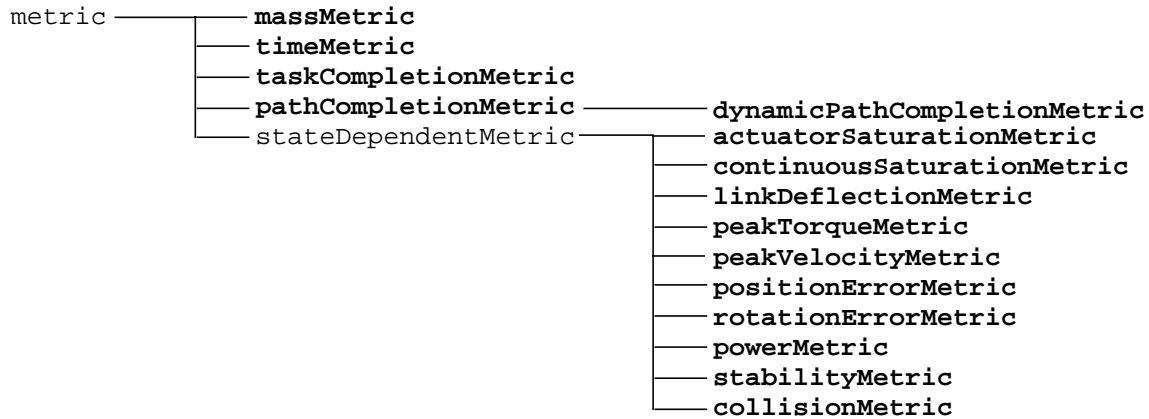 metric massMetric
timeMetric
taskCompletionMetric
pathCompletionMetric dynamicPathCompletionMetric
stateDependentMetric actuatorSaturationMetric
continuousSaturationMetric
linkDeflectionMetric
peakTorqueMetric
peakVelocityMetric
positionErrorMetric
rotationErrorMetric
powerMetric
stabilityMetric
collisionMetric